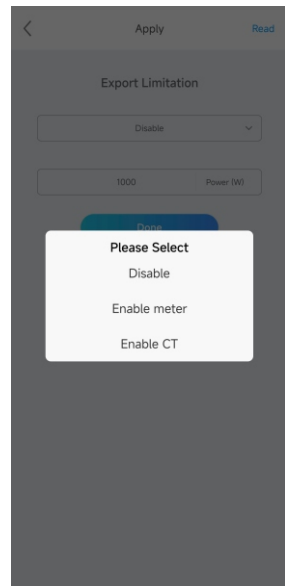 Apply Read
Export Limitation
Disable
1000 Power (W)
Done
Please Select
Disable
Enable meter
Enable CT